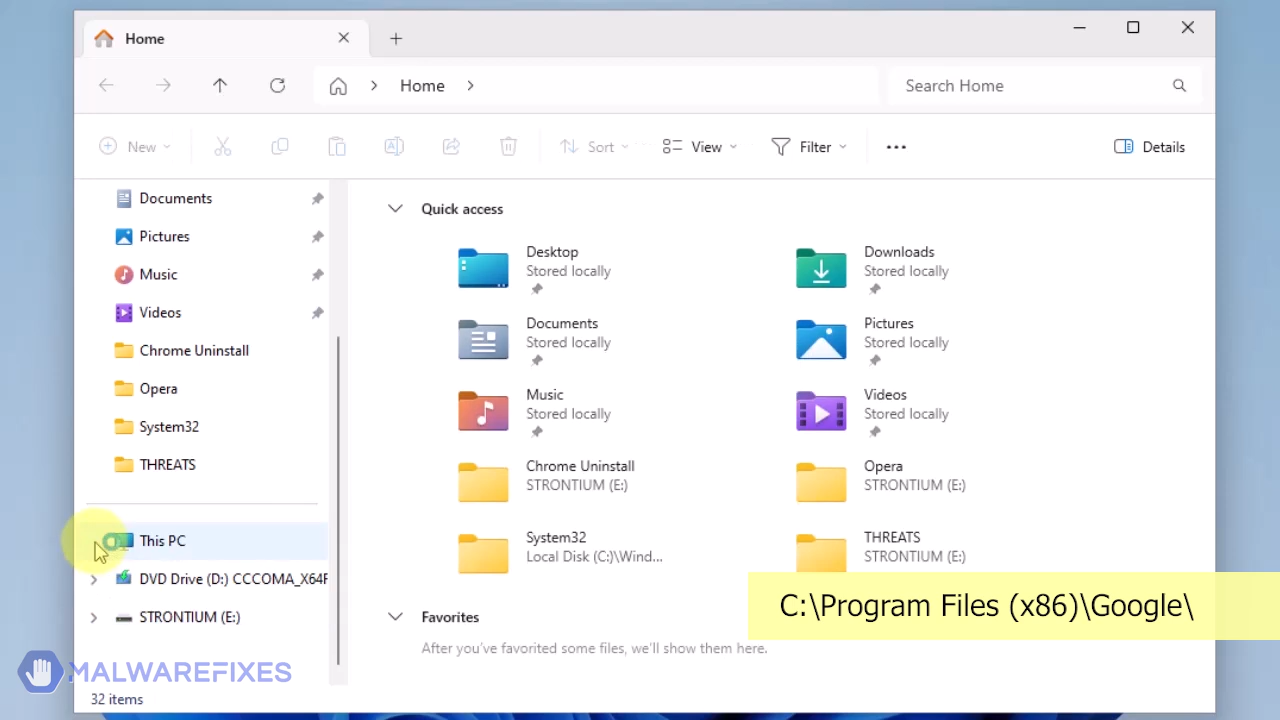 Home
Home
Search Home
New
Sort
View
Filter
Details
Documents
Pictures
Music
Videos
Chrome Uninstall
Opera
System32
THREATS
This PC
DVD Drive (D:) CCCOMA_X64F
STRONTIUM (E:)
Quick access
Desktop
Stored locally
Downloads
Stored locally
Documents
Stored locally
Pictures
Stored locally
Music
Stored locally
Videos
Stored locally
Chrome Uninstall
STRONTIUM (E:)
Opera
STRONTIUM (E:)
System32
Local Disk (C:)\Wind...
THREATS
STRONTIUM (E:)
Favorites
After you've favorited some files, we'll show them here.
C:\Program Files (x86)\Google\
MALWAREFIXES
32 items